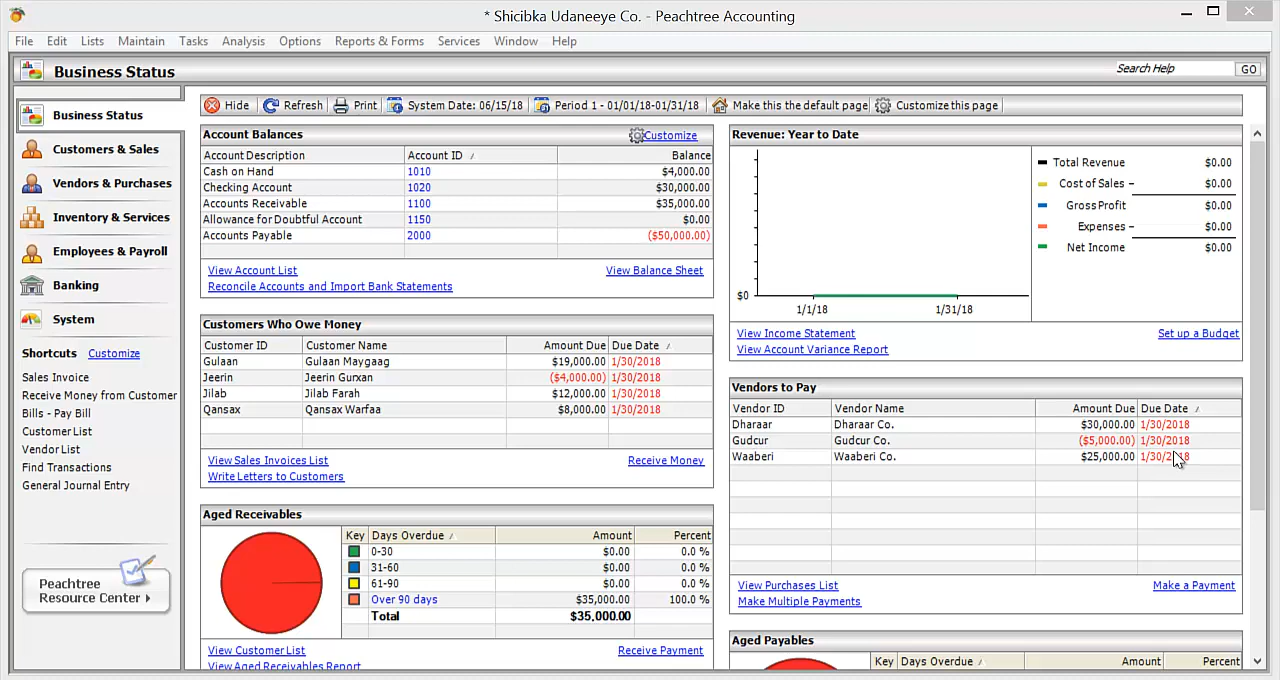 * Shicibka Udaneeye Co. - Peachtree Accounting
File Edit Lists Maintain Tasks Analysis Options Reports & Forms Services Window Help
Business Status
Search Help GO
Business Status
Customers & Sales
Vendors & Purchases
Inventory & Services
Employees & Payroll
Banking
System
Shortcuts Customize
Sales Invoice
Receive Money from Customer
Bills - Pay Bill
Customer List
Vendor List
Find Transactions
General Journal Entry
Peachtree
Resource Center
Hide Refresh Print System Date: 06/15/18 Period 1 - 01/01/18-01/31/18 Make this the default page Customize this page
Account Balances Customize
Account Description Account ID Balance
Cash on Hand 1010 $4,000.00
Checking Account 1020 $30,000.00
Accounts Receivable 1100 $35,000.00
Allowance for Doubtful Account 1150 $0.00
Accounts Payable 2000 ($50,000.00)
View Account List View Balance Sheet
Reconcile Accounts and Import Bank Statements
Customers Who Owe Money
Customer ID Customer Name Amount Due Due Date
Gulaan Gulaan Maygaag $19,000.00 1/30/2018
Jeerin Jeerin Gurxan ($4,000.00) 1/30/2018
Jilab Jilab Farah $12,000.00 1/30/2018
Qansax Qansax Warfaa $8,000.00 1/30/2018
View Sales Invoices List Receive Money
Write Letters to Customers
Aged Receivables
Key Days Overdue Amount Percent
0-30 $0.00 0.0 %
31-60 $0.00 0.0 %
61-90 $0.00 0.0 %
Over 90 days $35,000.00 100.0 %
Total $35,000.00
View Customer List Receive Payment
View Aged Receivables Report
Revenue: Year to Date
$0
1/1/18 1/31/18
Total Revenue $0.00
Cost of Sales - $0.00
Gross Profit $0.00
Expenses - $0.00
Net Income $0.00
View Income Statement Set up a Budget
View Account Variance Report
Vendors to Pay
Vendor ID Vendor Name Amount Due Due Date
Dharaar Dharaar Co. $30,000.00 1/30/2018
Gudcur Gudcur Co. ($5,000.00) 1/30/2018
Waaberi Waaberi Co. $25,000.00 1/30/2018
View Purchases List Make a Payment
Make Multiple Payments
Aged Payables
Key Days Overdue Amount Percent